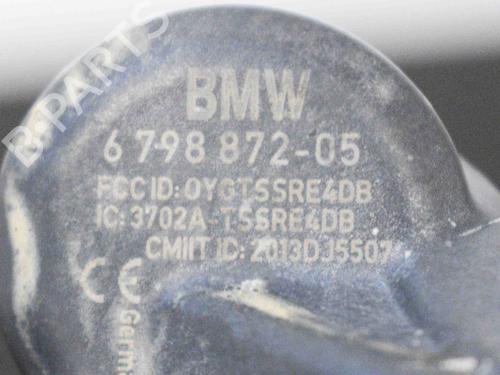 B-PARTS
BMW
6 798 872-05
FCC ID: OYGTSSRE4DB
IC: 3702A-TSSRE4DB
CMIIT ID: 2013DJ5507
CE